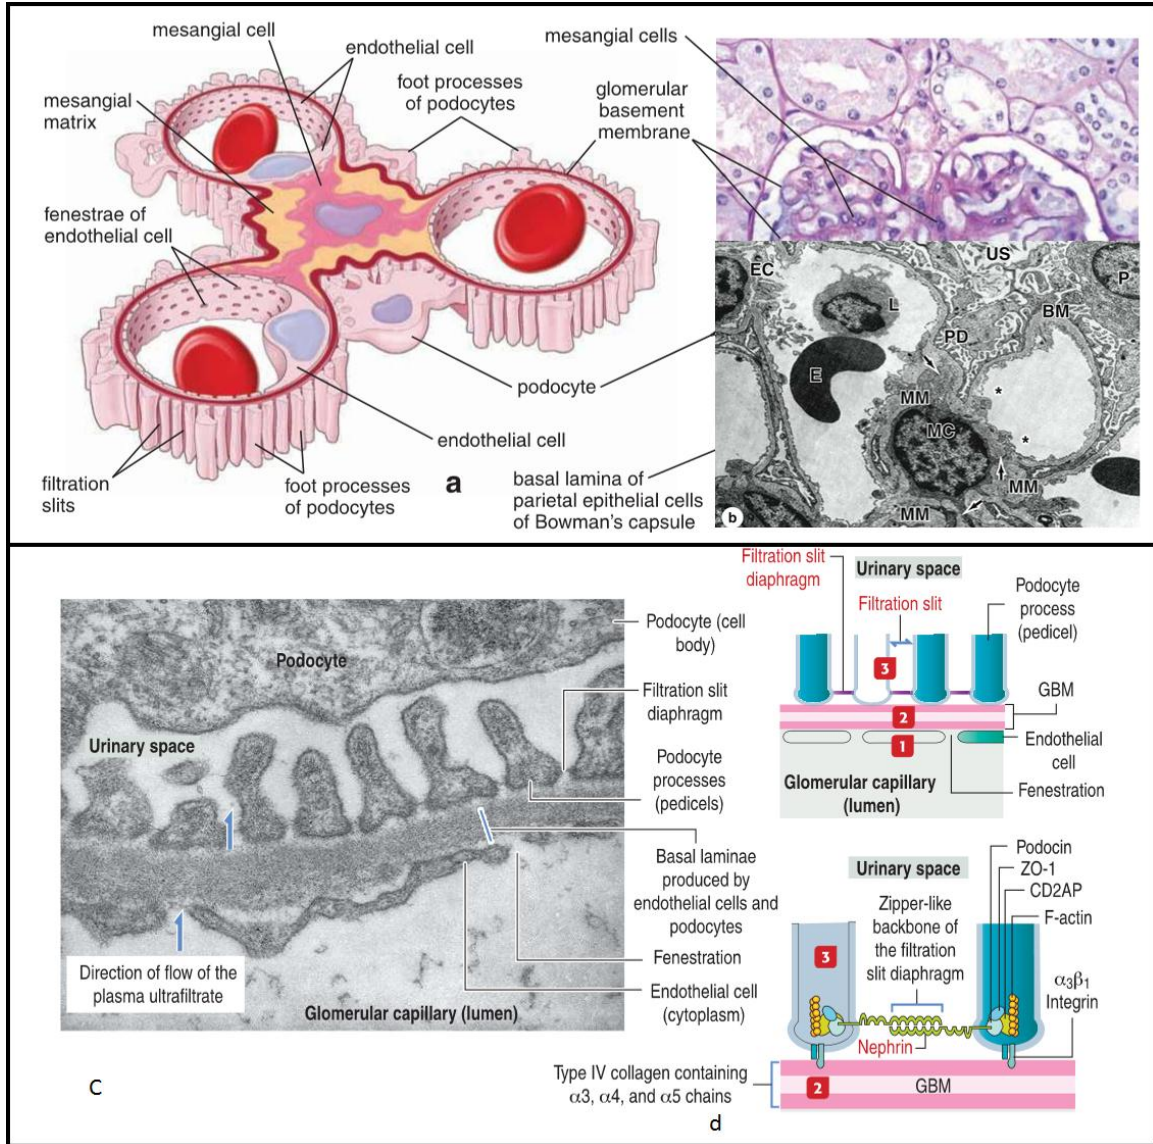 mesangial cell
endothelial cell
mesangial cells
foot processes
of podocytes
glomerular
basement
membrane
mesangial
matrix
fenestrae of
endothelial cell
podocyte
endothelial cell
filtration
slits
foot processes
of podocytes
a
basal lamina of
parietal epithelial cells
of Bowman's capsule
EC
US
P
L
BM
PD
E
MM
*
MC
*
MM
MM
b
Podocyte
Urinary space
Direction of flow of the
plasma ultrafiltrate
Glomerular capillary (lumen)
Podocyte (cell
body)
Filtration slit
diaphragm
Podocyte
processes
(pedicels)
Basal laminae
produced by
endothelial cells and
podocytes
Fenestration
Endothelial cell
(cytoplasm)
C
Filtration slit
diaphragm
Urinary space
Filtration slit
Podocyte
process
(pedicel)
3
GBM
2
1
Endothelial
cell
Glomerular capillary
(lumen)
Fenestration
Urinary space
Podocin
ZO-1
CD2AP
F-actin
Zipper-like
backbone of
the filtration
slit diaphragm
3
α3β1
Integrin
Nephrin
Type IV collagen containing
α3, α4, and α5 chains
2
GBM
d